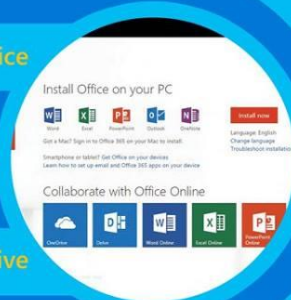 ice
Install Office on your PC
Word Excel PowerPoint Outlook OneNote
Install now
Language: English
Change language
Troubleshoot installation
Got a Mac? Sign in to Office 365 on your Mac to install.
Smartphone or tablet? Get Office on your devices
Learn how to set up email and Office 365 apps on your device
Collaborate with Office Online
OneDrive Delve Word Online Excel Online PowerPoint Online
ive